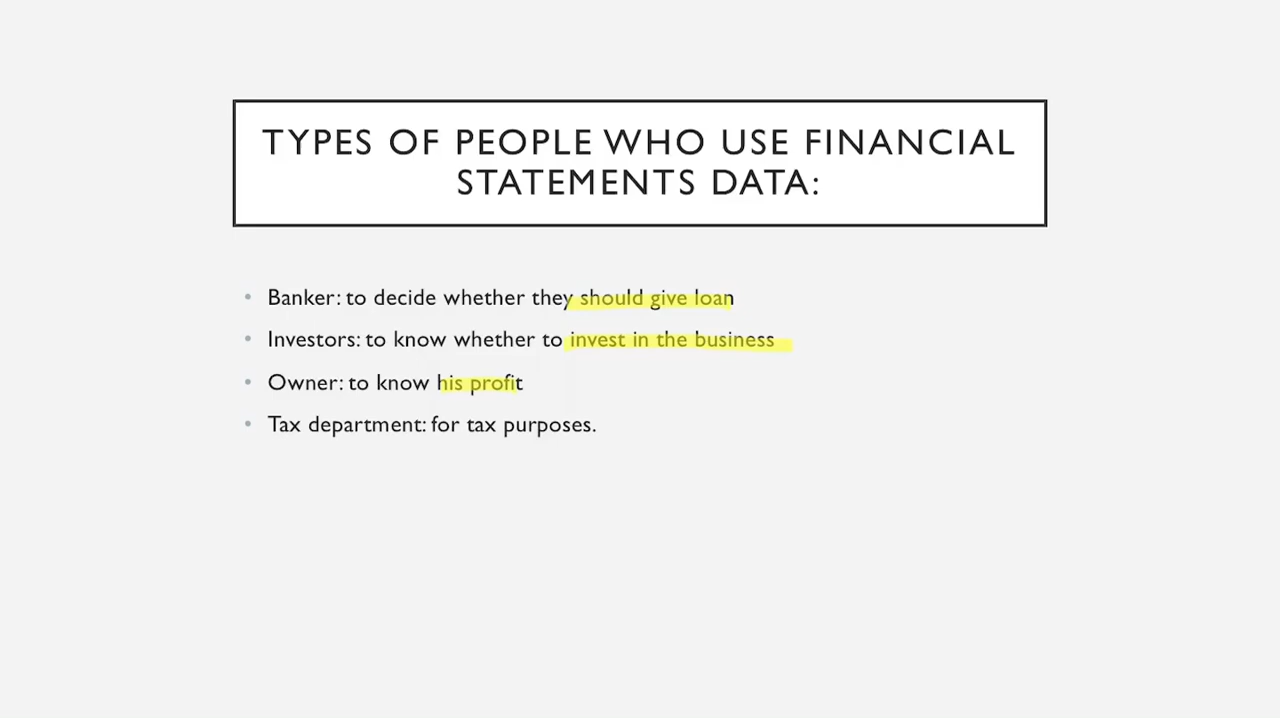 TYPES OF PEOPLE WHO USE FINANCIAL
STATEMENTS DATA:
• Banker: to decide whether they should give loan
• Investors: to know whether to invest in the business
• Owner: to know his profit
• Tax department: for tax purposes.